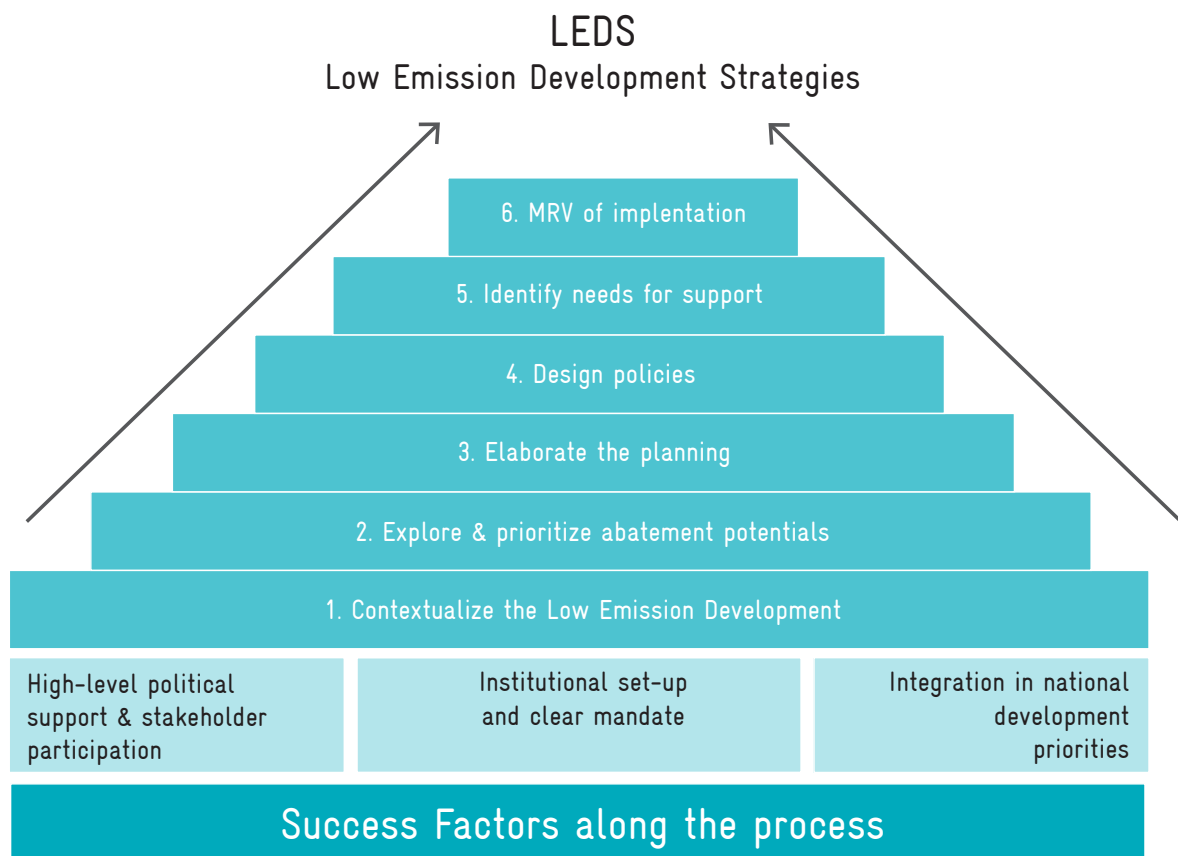 LEDS
Low Emission Development Strategies
6. MRV of implentation
5. Identify needs for support
4. Design policies
3. Elaborate the planning
2. Explore & prioritize abatement potentials
1. Contextualize the Low Emission Development
High-level political
support & stakeholder
participation
Institutional set-up
and clear mandate
Integration in national
development
priorities
Success Factors along the process